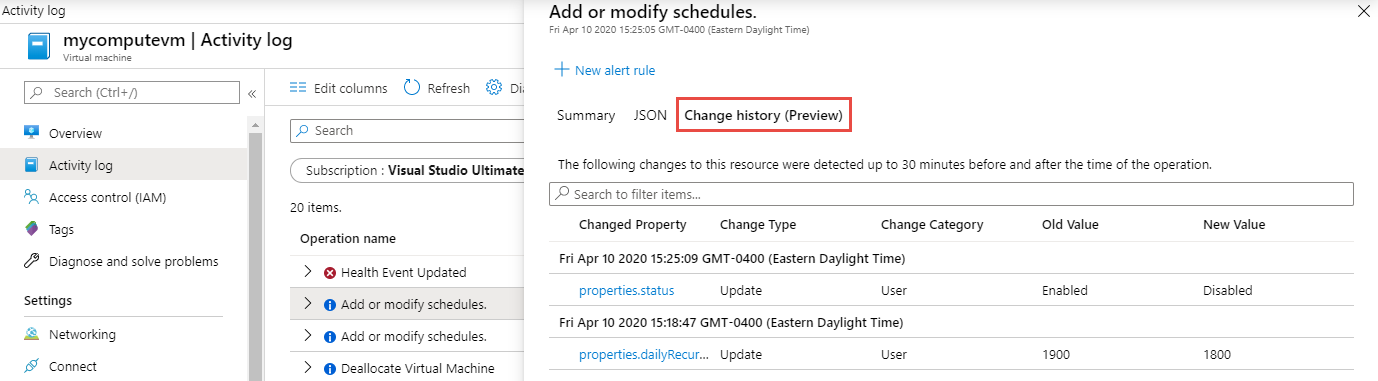 Activity log
mycomputevm | Activity log
Virtual machine
Search (Ctrl+/)
«
Overview
Activity log
Access control (IAM)
Tags
Diagnose and solve problems
Settings
Networking
Connect
Edit columns Refresh Dia
Search
Subscription : Visual Studio Ultimate
20 items.
Operation name
Health Event Updated
Add or modify schedules.
Add or modify schedules.
Deallocate Virtual Machine
Add or modify schedules.
Fri Apr 10 2020 15:25:05 GMT-0400 (Eastern Daylight Time)
New alert rule
Summary JSON Change history (Preview)
The following changes to this resource were detected up to 30 minutes before and after the time of the operation.
Search to filter items...
Changed Property Change Type Change Category Old Value New Value
Fri Apr 10 2020 15:25:09 GMT-0400 (Eastern Daylight Time)
properties.status Update User Enabled Disabled
Fri Apr 10 2020 15:18:47 GMT-0400 (Eastern Daylight Time)
properties.dailyRecur... Update User 1900 1800